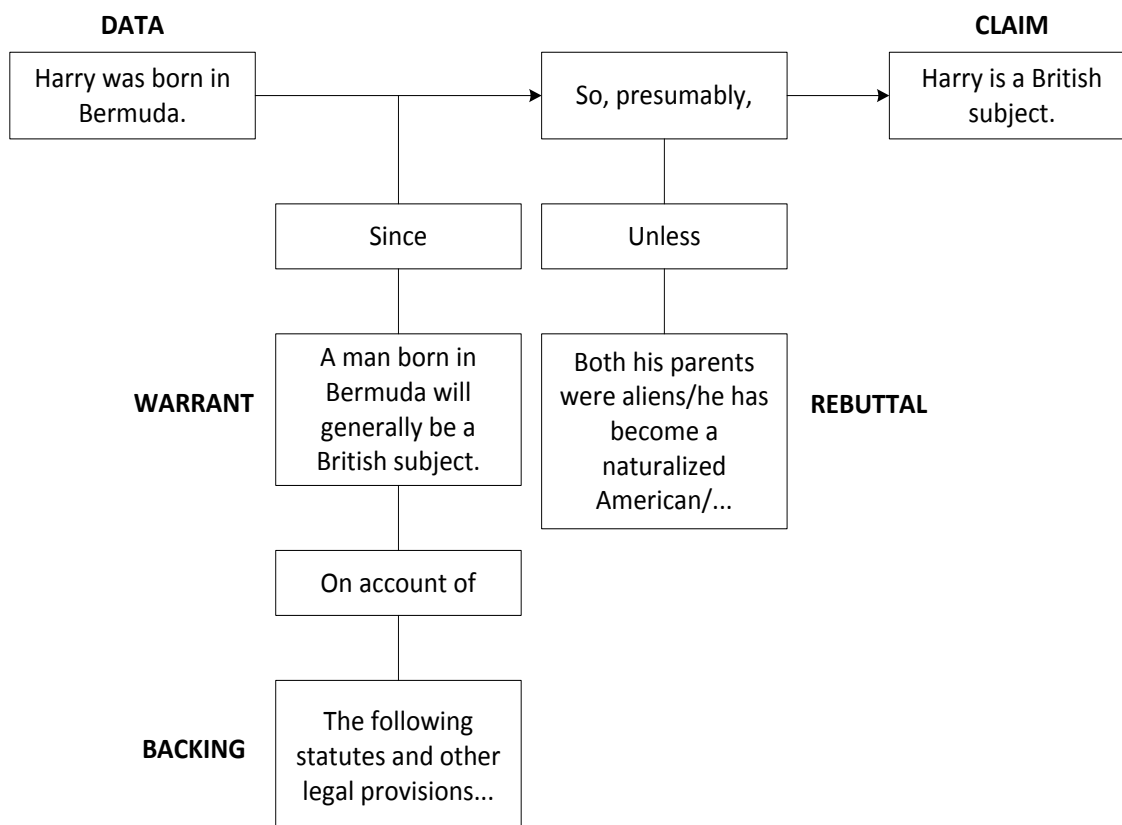 DATA
CLAIM
Harry was born in
Bermuda.
So, presumably,
Harry is a British
subject.
Since
Unless
WARRANT
A man born in
Bermuda will
generally be a
British subject.
Both his parents
were aliens/he has
become a
naturalized
American/...
REBUTTAL
On account of
BACKING
The following
statutes and other
legal provisions...